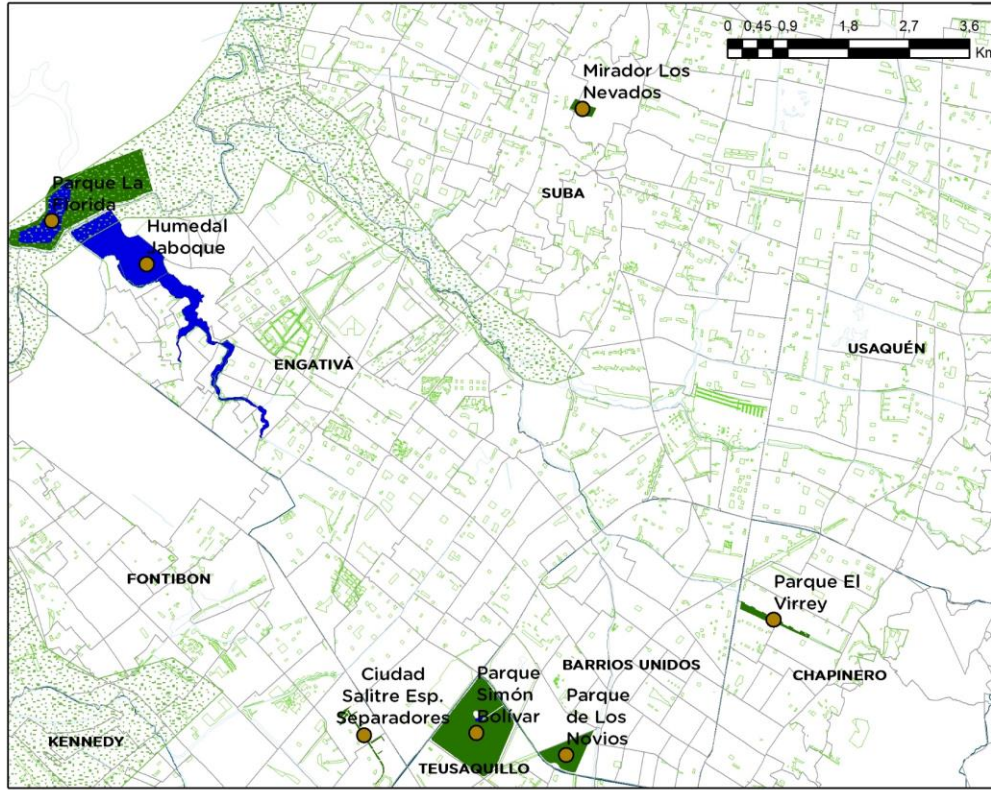 0 0,45 0,9 1,8 2,7 3,6
Km
Mirador Los
Nevados
SUBA
Parque La
Florida
Humedal
Jaboque
ENGATIVÁ
USAQUÉN
FONTIBON
Parque El
Virrey
CHAPINERO
BARRIOS UNIDOS
Ciudad
Salitre Esp.
Separadores
Parque
Simón
Bolívar
Parque
de Los
Novios
KENNEDY
TEUSAQUILLO